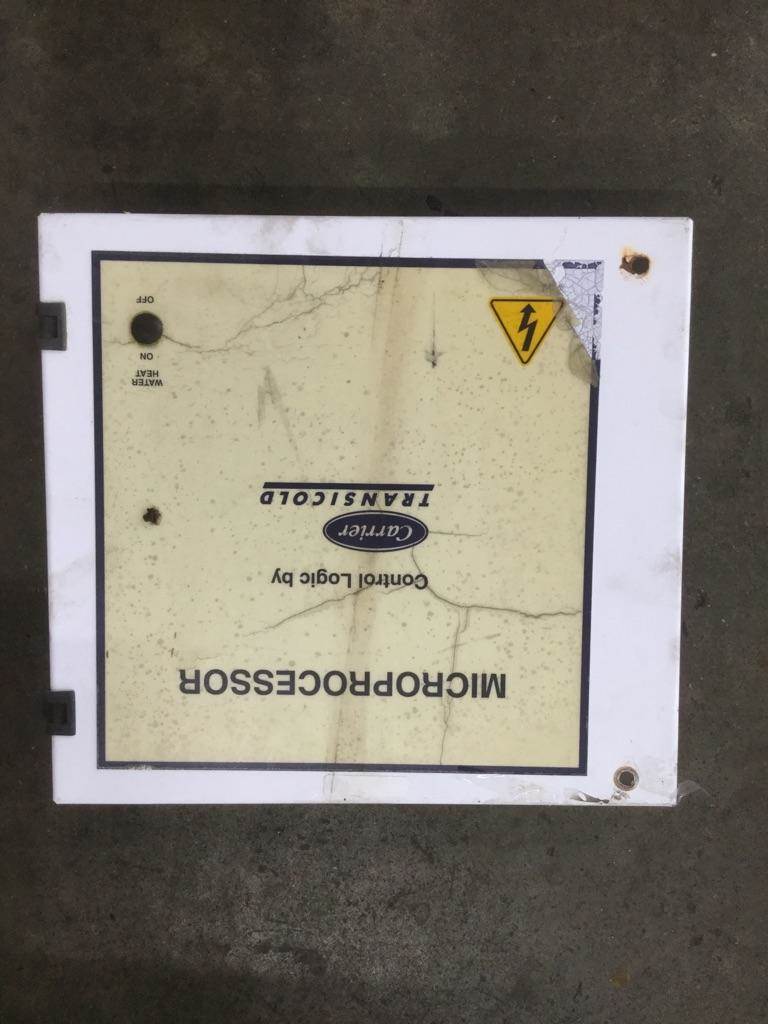 MICROPROCESSOR
Control Logic by
Carrier
TRANSICOLD
WATER
HEAT
ON
OFF